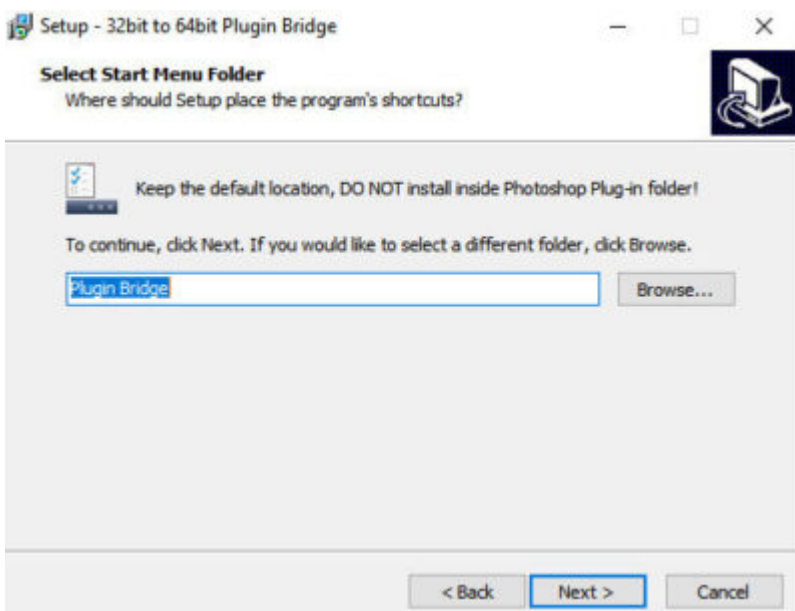 Setup - 32bit to 64bit Plugin Bridge
Select Start Menu Folder
Where should Setup place the program's shortcuts?
Keep the default location, DO NOT install inside Photoshop Plug-in folder!
To continue, click Next. If you would like to select a different folder, click Browse.
Plugin Bridge
Browse...
< Back
Next >
Cancel